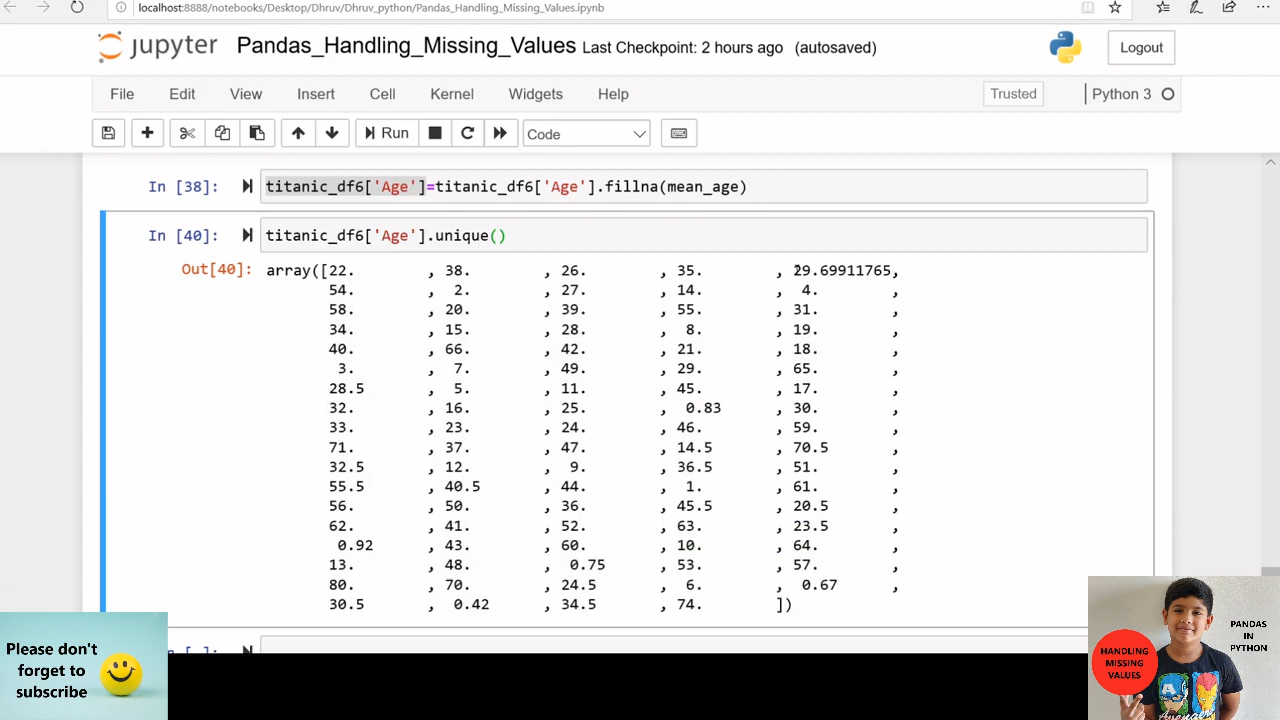 localhost:8888/notebooks/Desktop/Dhruv/Dhruv_python/Pandas_Handling_Missing_Values.ipynb
jupyter Pandas_Handling_Missing_Values Last Checkpoint: 2 hours ago (autosaved) Logout
File Edit View Insert Cell Kernel Widgets Help Trusted Python 3
Run Code
In [38]: titanic_df6['Age']=titanic_df6['Age'].fillna(mean_age)
In [40]: titanic_df6['Age'].unique()
Out[40]: array([22. , 38. , 26. , 35. , 29.69911765,
54. , 2. , 27. , 14. , 4. ,
58. , 20. , 39. , 55. , 31. ,
34. , 15. , 28. , 8. , 19. ,
40. , 66. , 42. , 21. , 18. ,
3. , 7. , 49. , 29. , 65. ,
28.5 , 5. , 11. , 45. , 17. ,
32. , 16. , 25. , 0.83 , 30. ,
33. , 23. , 24. , 46. , 59. ,
71. , 37. , 47. , 14.5 , 70.5 ,
32.5 , 12. , 9. , 36.5 , 51. ,
55.5 , 40.5 , 44. , 1. , 61. ,
56. , 50. , 36. , 45.5 , 20.5 ,
62. , 41. , 52. , 63. , 23.5 ,
0.92 , 43. , 60. , 10. , 64. ,
13. , 48. , 0.75 , 53. , 57. ,
80. , 70. , 24.5 , 6. , 0.67 ,
30.5 , 0.42 , 34.5 , 74. ])
Please don't
forget to
subscribe
HANDLING
MISSING
VALUES
PANDAS
IN
PYTHON